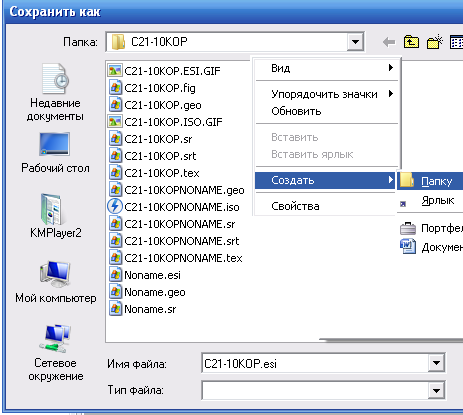 Сохранить как
Папка:
C21-10KOP
Недавние
документы
Рабочий стол
KMPlayer2
Мой компьютер
Сетевое
окружение
C21-10KOP.ESI.GIF
C21-10KOP.fig
C21-10KOP.geo
C21-10KOP.ISO.GIF
C21-10KOP.sr
C21-10KOP.srt
C21-10KOP.tex
C21-10KOPNONAME.geo
C21-10KOPNONAME.iso
C21-10KOPNONAME.sr
C21-10KOPNONAME.srt
C21-10KOPNONAME.tex
Noname.esi
Noname.geo
Noname.sr
Вид
Упорядочить значки
Обновить
Вставить
Вставить ярлык
Создать
Свойства
Папку
Ярлык
Портфел
Докумен
Имя файла:
C21-10KOP.esi
Тип файла: